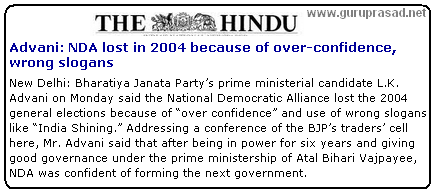 www.guruprasad.net
THE HINDU
Advani: NDA lost in 2004 because of over-confidence,
wrong slogans
New Delhi: Bharatiya Janata Party's prime ministerial candidate L.K.
Advani on Monday said the National Democratic Alliance lost the 2004
general elections because of “over confidence” and use of wrong slogans
like “India Shining.” Addressing a conference of the BJP's traders' cell
here, Mr. Advani said that after being in power for six years and giving
good governance under the prime ministership of Atal Bihari Vajpayee,
NDA was confident of forming the next government.